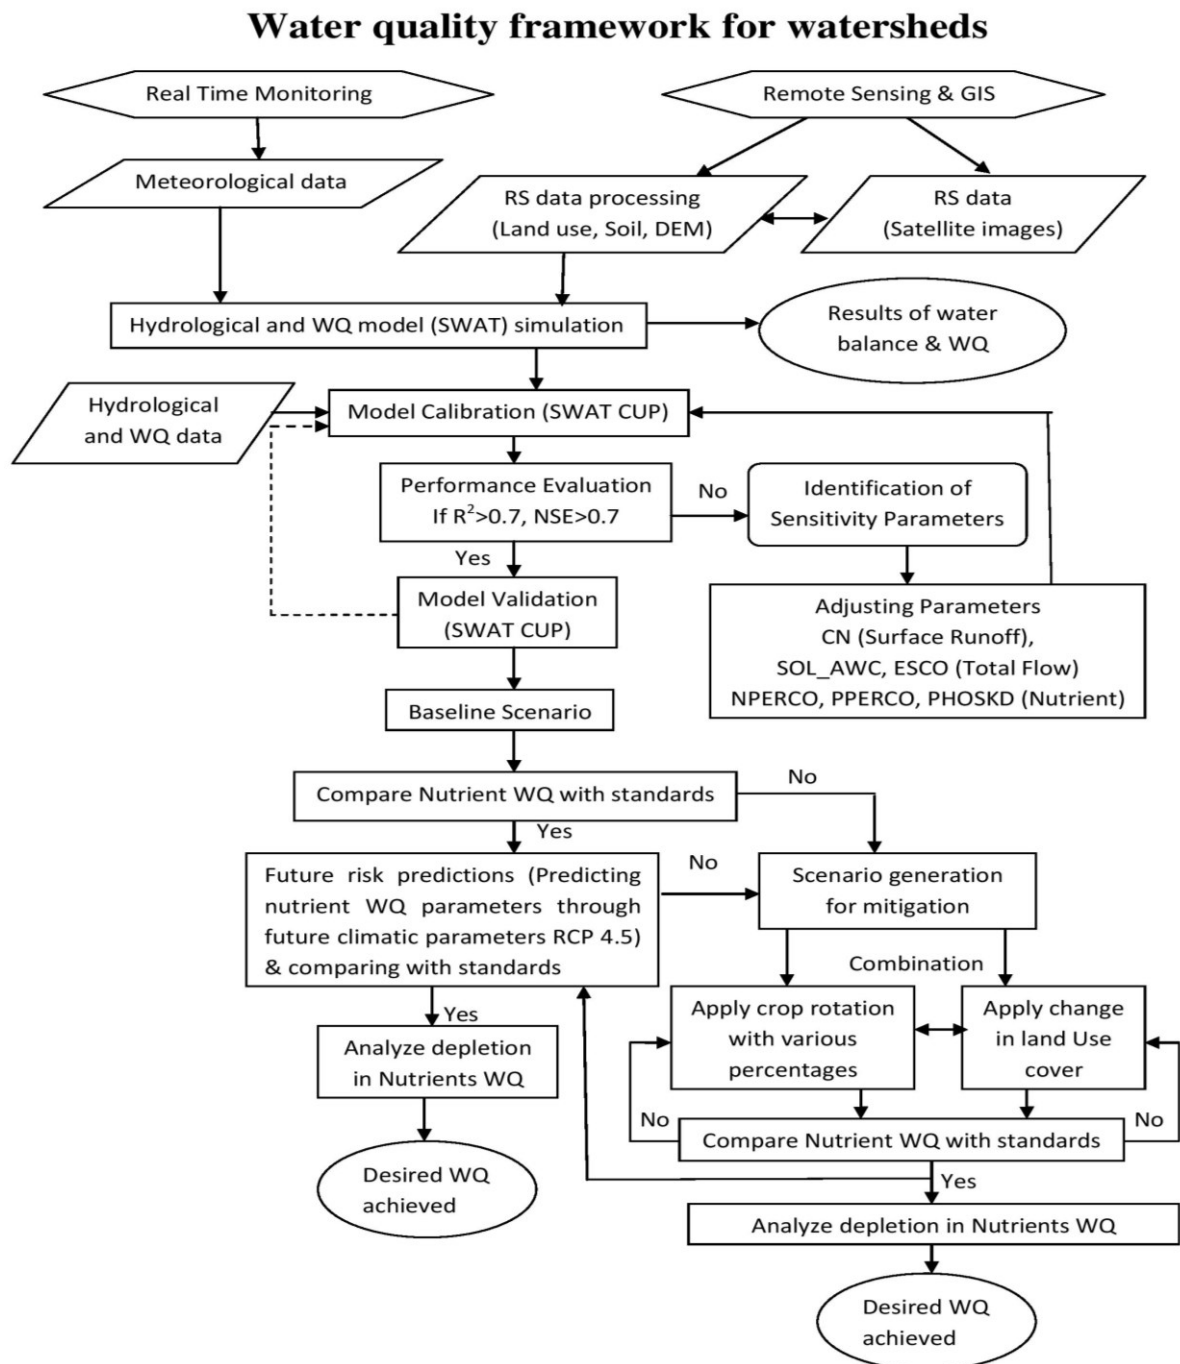 Water quality framework for watersheds
Real Time Monitoring
Remote Sensing & GIS
Meteorological data
RS data processing
(Land use, Soil, DEM)
RS data
(Satellite images)
Hydrological and WQ model (SWAT) simulation
Results of water
balance & WQ
Hydrological
and WQ data
Model Calibration (SWAT CUP)
Performance Evaluation
If R²>0.7, NSE>0.7
No
Identification of
Sensitivity Parameters
Yes
Model Validation
(SWAT CUP)
Adjusting Parameters
CN (Surface Runoff),
SOL_AWC, ESCO (Total Flow)
NPERCO, PPERCO, PHOSKD (Nutrient)
Baseline Scenario
Compare Nutrient WQ with standards
No
Yes
Future risk predictions (Predicting
nutrient WQ parameters through
future climatic parameters RCP 4.5)
& comparing with standards
No
Scenario generation
for mitigation
Combination
Yes
Apply crop rotation
with various
percentages
Apply change
in land Use
cover
Analyze depletion
in Nutrients WQ
No
No
Compare Nutrient WQ with standards
Desired WQ
achieved
Yes
Analyze depletion in Nutrients WQ
Desired WQ
achieved